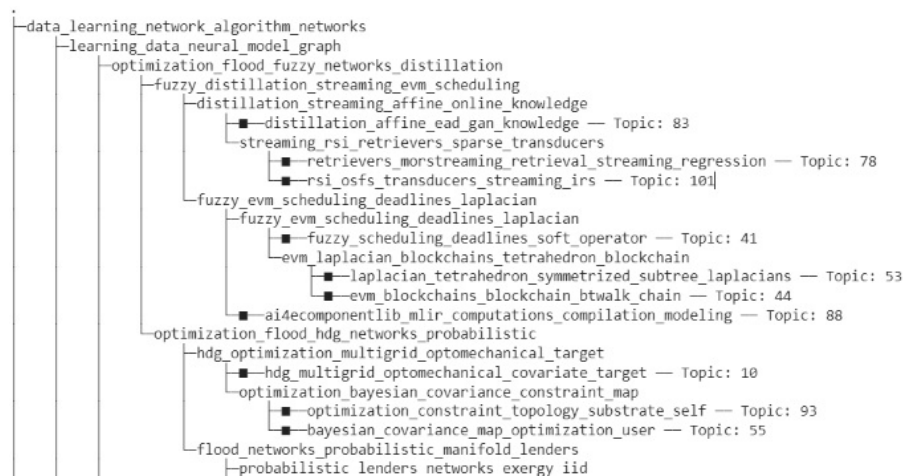 .
├─data_learning_network_algorithm_networks
│    ├─learning_data_neural_model_graph
│    │    ├─optimization_flood_fuzzy_networks_distillation
│    │    │    ├─fuzzy_distillation_streaming_evm_scheduling
│    │    │    │    ├─distillation_streaming_affine_online_knowledge
│    │    │    │    │    ├─■──distillation_affine_ead_gan_knowledge ── Topic: 83
│    │    │    │    │    └─streaming_rsi_retrievers_sparse_transducers
│    │    │    │    │         ├─■──retrievers_morstreaming_retrieval_streaming_regression ── Topic: 78
│    │    │    │    │         └─■──rsi_osfs_transducers_streaming_irs ── Topic: 101
│    │    │    │    └─fuzzy_evm_scheduling_deadlines_laplacian
│    │    │    │         ├─fuzzy_evm_scheduling_deadlines_laplacian
│    │    │    │         │    ├─■──fuzzy_scheduling_deadlines_soft_operator ── Topic: 41
│    │    │    │         │    └─evm_laplacian_blockchains_tetrahedron_blockchain
│    │    │    │         │         ├─■──laplacian_tetrahedron_symmetrized_subtree_laplacians ── Topic: 53
│    │    │    │         │         └─■──evm_blockchains_blockchain_btwalk_chain ── Topic: 44
│    │    │    │         └─■──ai4ecomponentlib_mlir_computations_compilation_modeling ── Topic: 88
│    │    │    └─optimization_flood_hdg_networks_probabilistic
│    │    │         ├─hdg_optimization_multigrid_optomechanical_target
│    │    │         │    ├─■──hdg_multigrid_optomechanical_covariate_target ── Topic: 10
│    │    │         │    └─optimization_bayesian_covariance_constraint_map
│    │    │         │         ├─■──optimization_constraint_topology_substrate_self ── Topic: 93
│    │    │         │         └─■──bayesian_covariance_map_optimization_user ── Topic: 55
│    │    │         └─flood_networks_probabilistic_manifold_lenders
│    │    │              ├─probabilistic_lenders_networks_exergy_iid